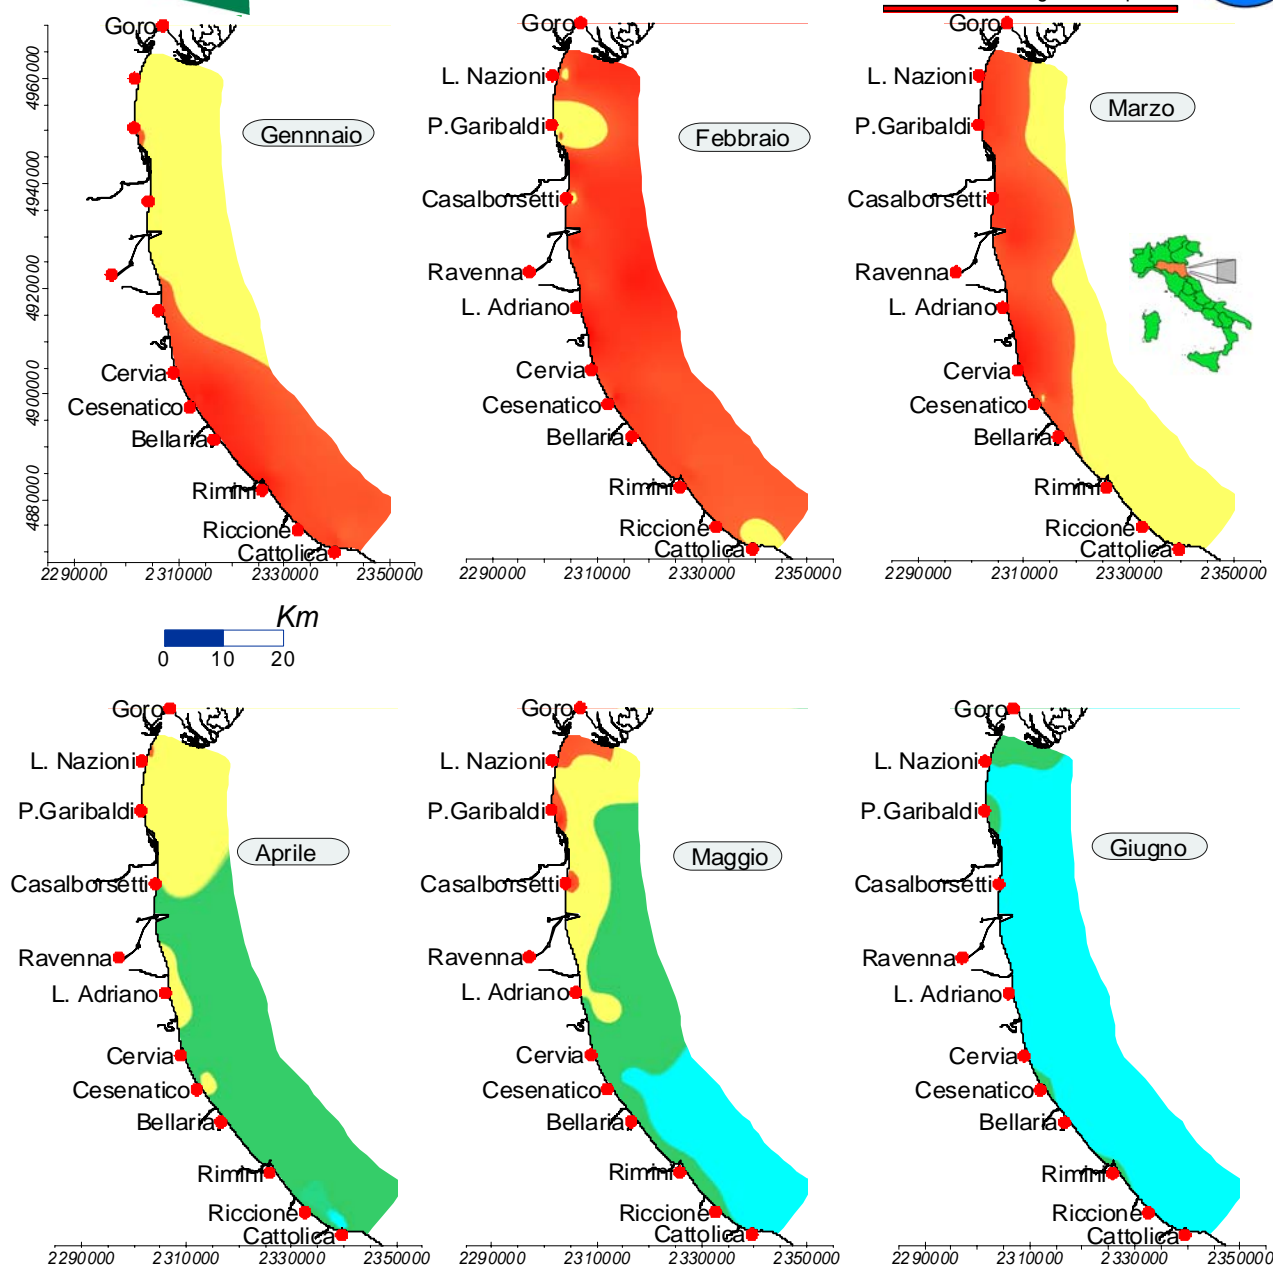 Goro
Gennnaio
Cervia
Cesenatico
Bellaria
Rimini
Riccione
Cattolica
4960000
4940000
4920000
4900000
4880000
2290000 2310000 2330000 2350000
Goro
L. Nazioni
P.Garibaldi
Febbraio
Casalborsetti
Ravenna
L. Adriano
Cervia
Cesenatico
Bellaria
Rimini
Riccione
Cattolica
2290000 2310000 2330000 2350000
Goro
L. Nazioni
Marzo
P.Garibaldi
Casalborsetti
Ravenna
L. Adriano
Cervia
Cesenatico
Bellaria
Rimini
Riccione
Cattolica
2290000 2310000 2330000 2350000
Km
0 10 20
Goro
L. Nazioni
P.Garibaldi
Aprile
Casalborsetti
Ravenna
L. Adriano
Cervia
Cesenatico
Bellaria
Rimini
Riccione
Cattolica
2290000 2310000 2330000 2350000
Goro
L. Nazioni
P.Garibaldi
Maggio
Casalborsetti
Ravenna
L. Adriano
Cervia
Cesenatico
Bellaria
Rimini
Riccione
Cattolica
2290000 2310000 2330000 2350000
Goro
L. Nazioni
P.Garibaldi
Giugno
Casalborsetti
Ravenna
L. Adriano
Cervia
Cesenatico
Bellaria
Rimini
Riccione
Cattolica
2290000 2310000 2330000 2350000